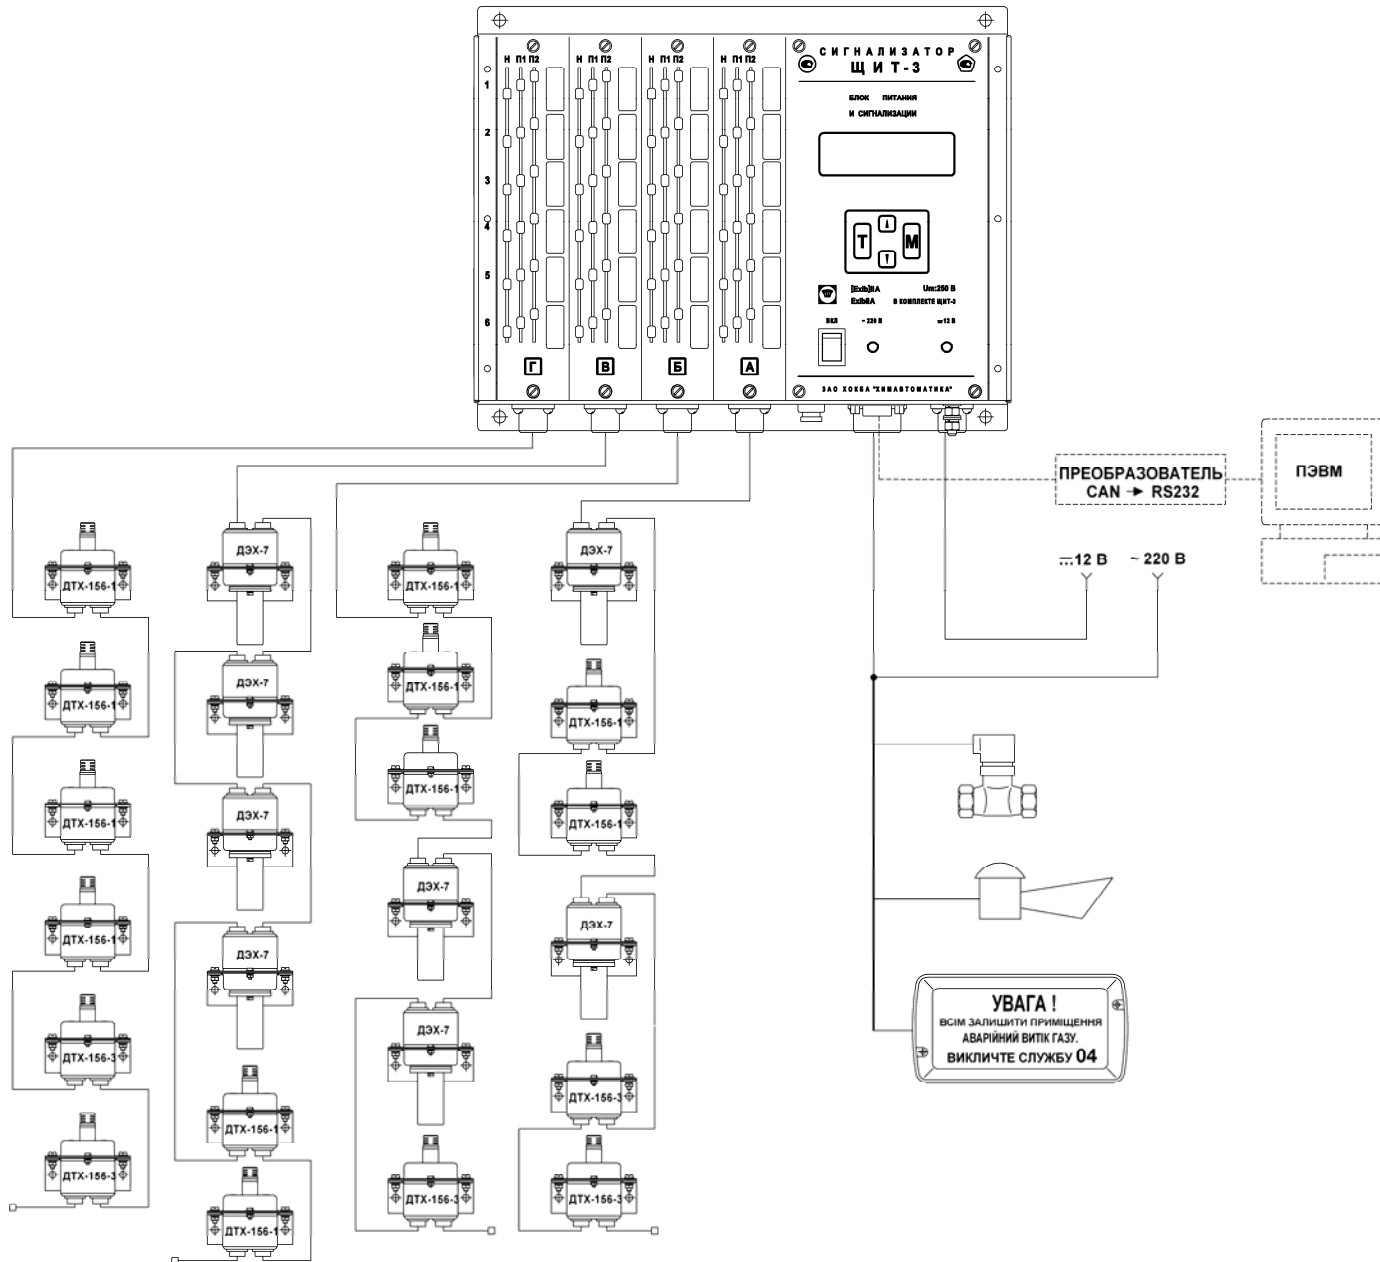 СИГНАЛИЗАТОР
ЩИТ-3
Н П1 П2
Н П1 П2
Н П1 П2
Н П1 П2
БЛОК ПИТАНИЯ
И СИГНАЛИЗАЦИИ
1
2
3
4
5
6
Т
М
[ExIb]IIA
Um:250 В
ExibIIA
В КОМПЛЕКТЕ ЩИТ-3
ВКЛ
~ 220 В
12 В
Г
В
Б
А
ЗАО ХОКБА "ХИМАВТОМАТИКА"
ПРЕОБРАЗОВАТЕЛЬ
CAN → RS232
ПЭВМ
12 В
~ 220 В
ДТХ-156-1
ДТХ-156-1
ДТХ-156-1
ДТХ-156-1
ДТХ-156-3
ДТХ-156-3
ДЭХ-7
ДЭХ-7
ДЭХ-7
ДЭХ-7
ДТХ-156-1
ДТХ-156-1
ДТХ-156-1
ДТХ-156-1
ДТХ-156-1
ДЭХ-7
ДЭХ-7
ДТХ-156-3
ДЭХ-7
ДТХ-156-1
ДТХ-156-1
ДЭХ-7
ДТХ-156-3
ДТХ-156-3
УВАГА !
ВСІМ ЗАЛИШИТИ ПРИМІЩЕННЯ
АВАРІЙНИЙ ВИТІК ГАЗУ.
ВИКЛИЧТЕ СЛУЖБУ 04